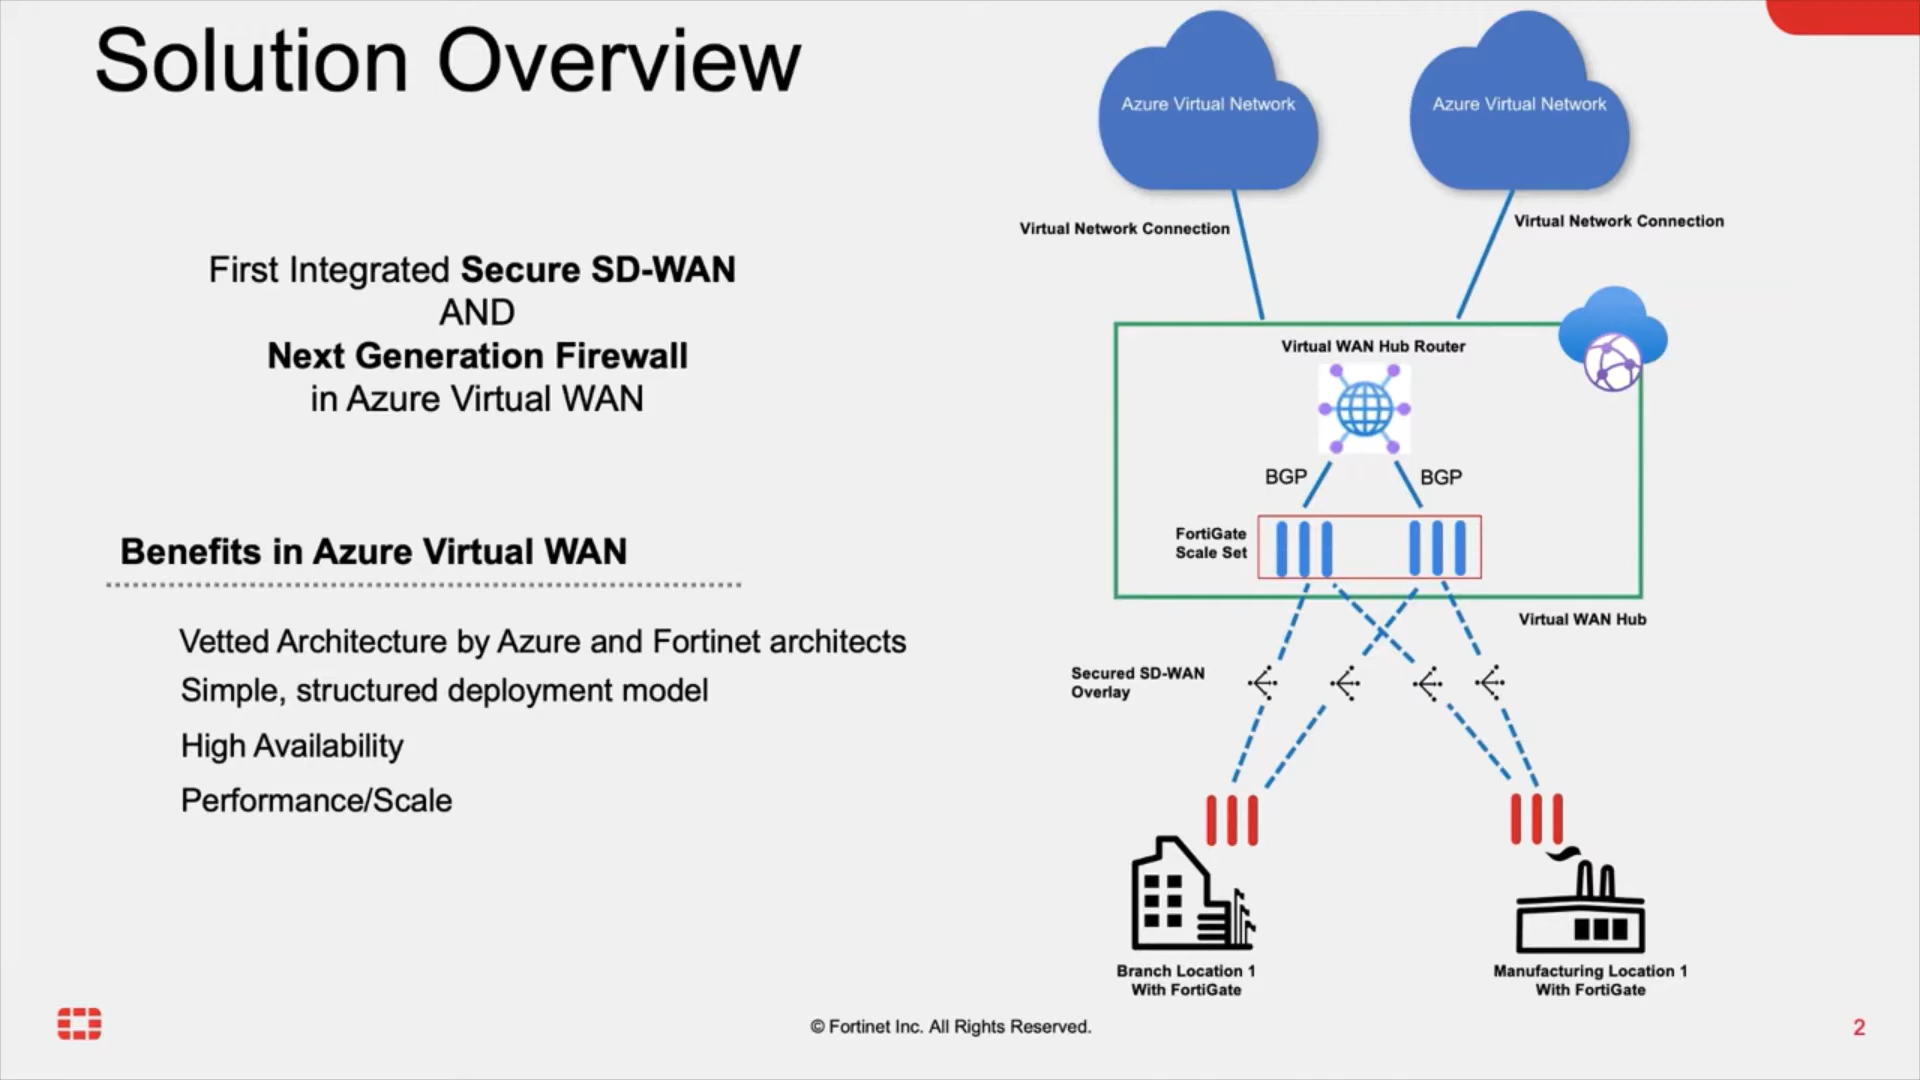 Solution Overview
First Integrated Secure SD-WAN
AND
Next Generation Firewall
in Azure Virtual WAN
Benefits in Azure Virtual WAN
Vetted Architecture by Azure and Fortinet architects
Simple, structured deployment model
High Availability
Performance/Scale
Azure Virtual Network
Azure Virtual Network
Virtual Network Connection
Virtual Network Connection
Virtual WAN Hub Router
BGP
BGP
FortiGate
Scale Set
Virtual WAN Hub
Secured SD-WAN
Overlay
Branch Location 1
With FortiGate
Manufacturing Location 1
With FortiGate
© Fortinet Inc. All Rights Reserved.
2